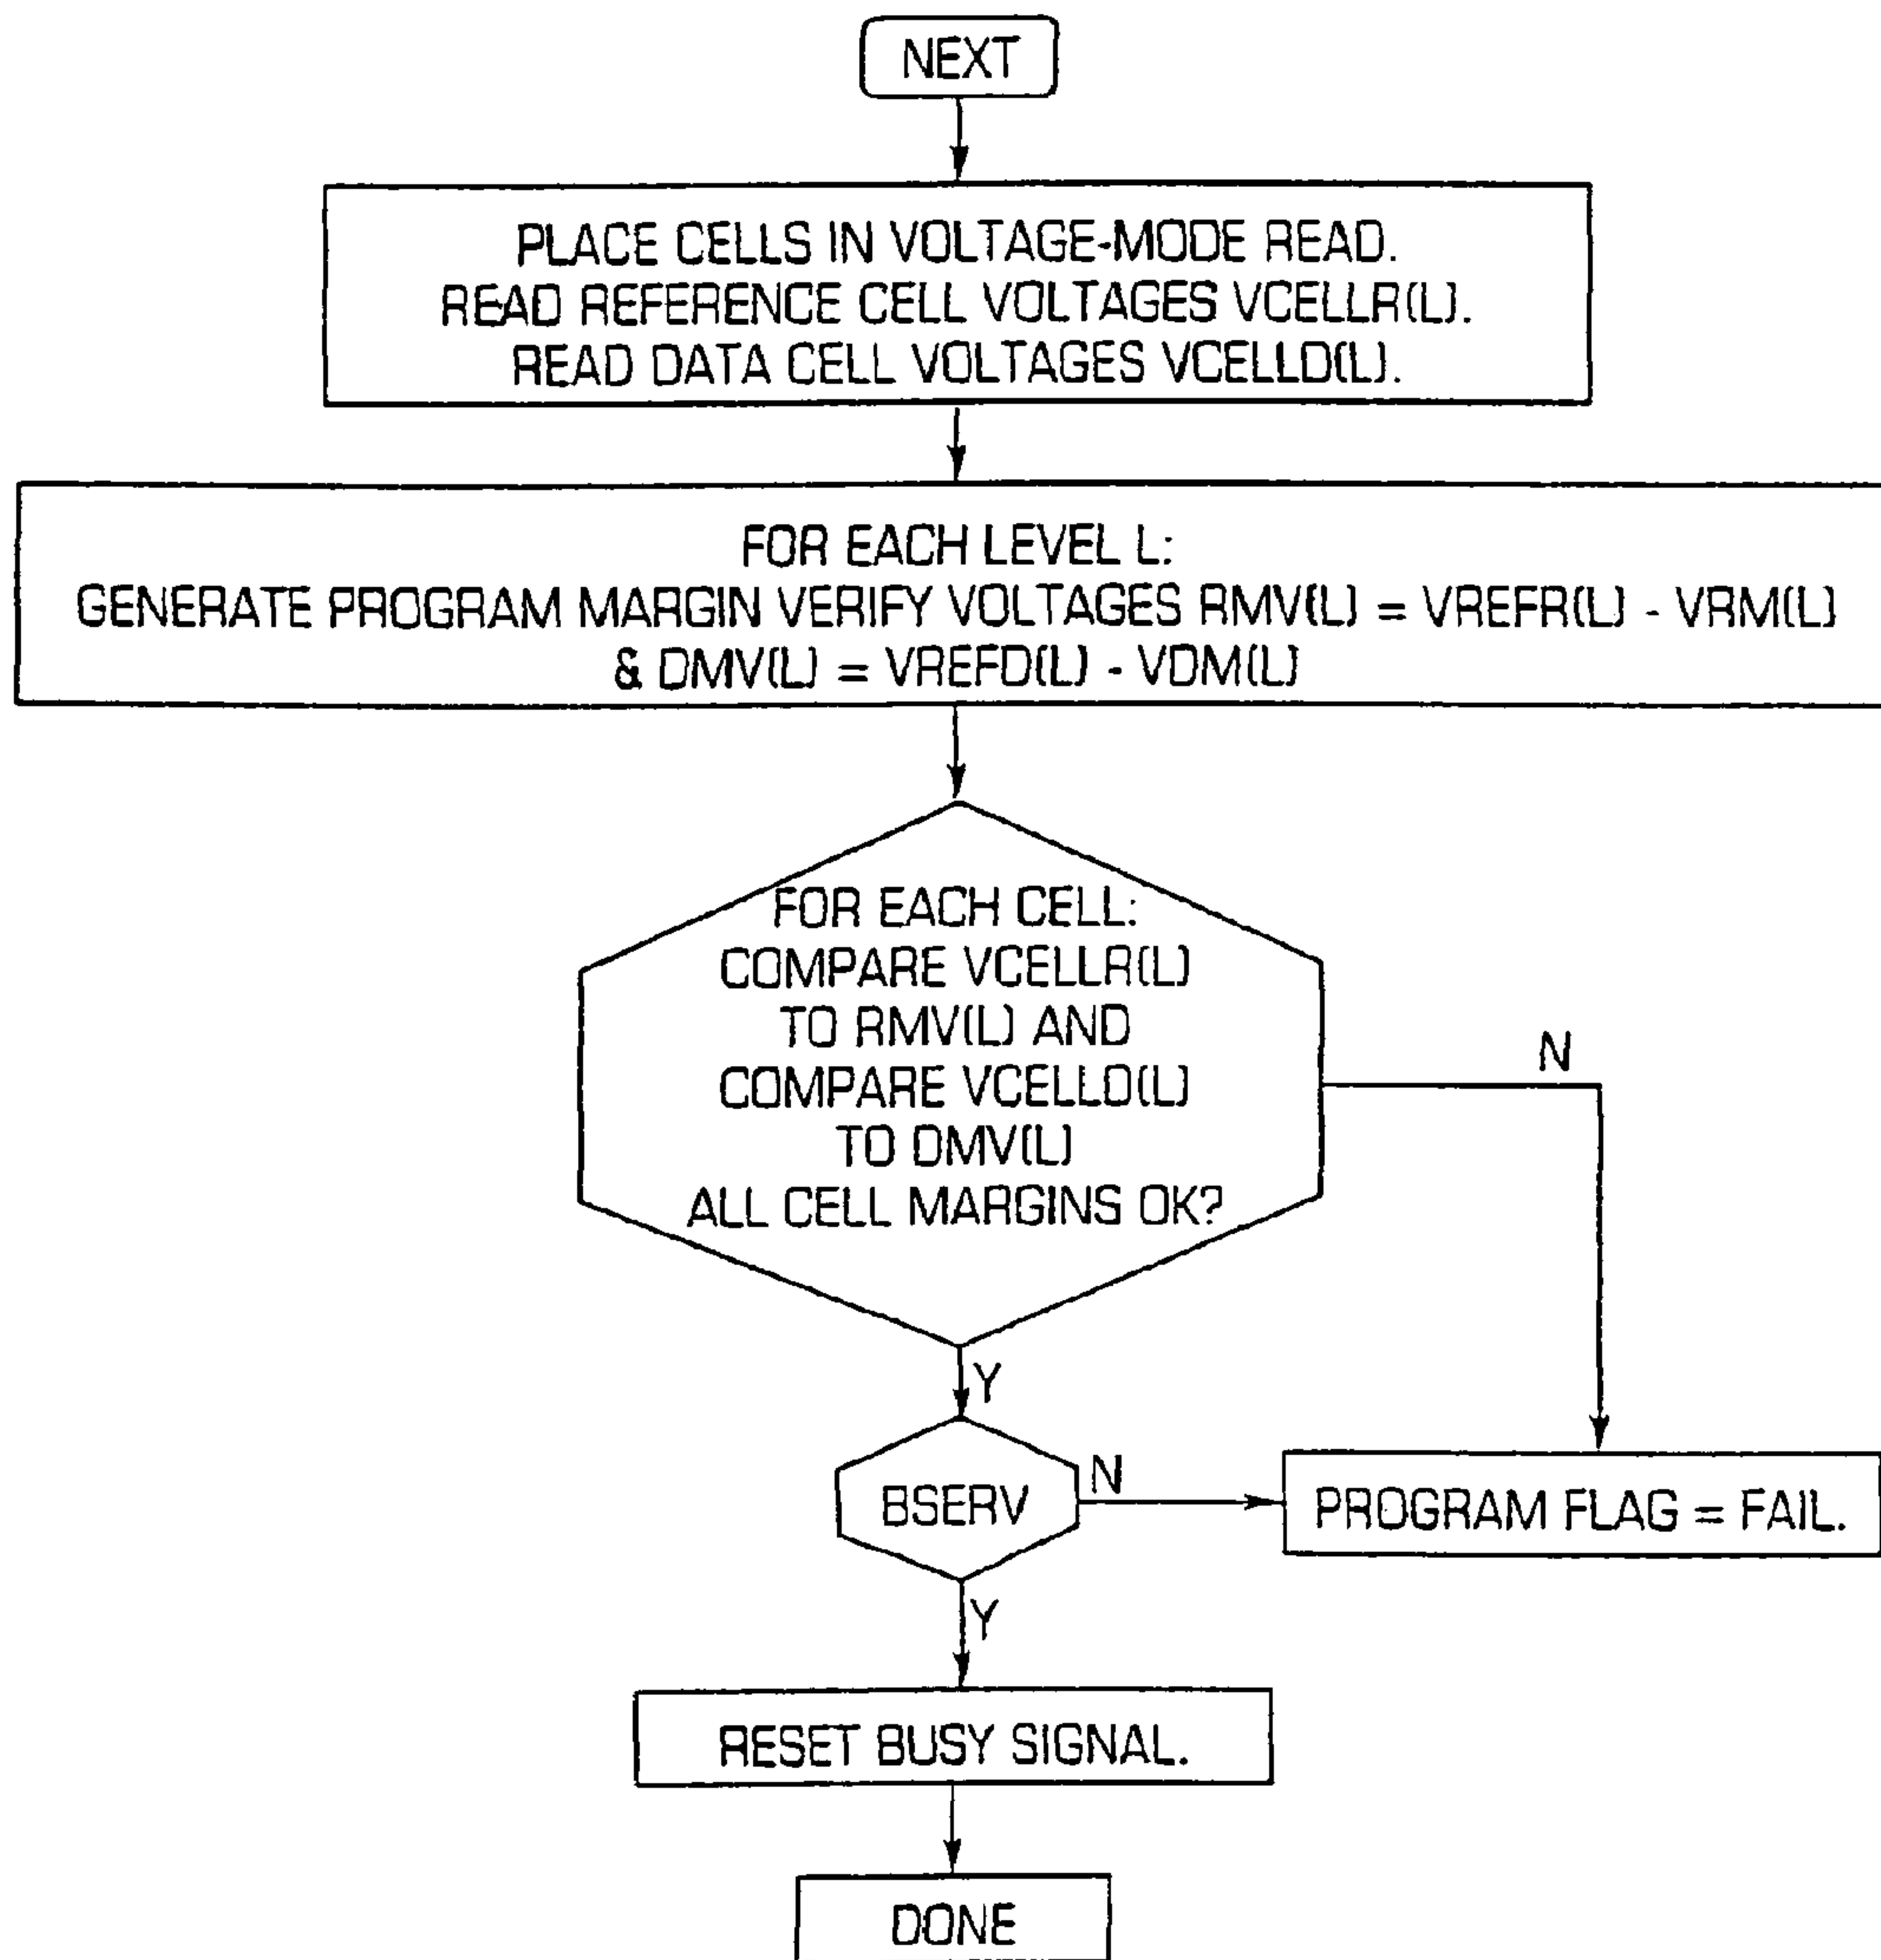 NEXT
PLACE CELLS IN VOLTAGE-MODE READ.
READ REFERENCE CELL VOLTAGES VCELLR(L).
READ DATA CELL VOLTAGES VCELLD(L).
FOR EACH LEVEL L:
GENERATE PROGRAM MARGIN VERIFY VOLTAGES RMV(L) = VREFR(L) - VRM(L)
& DMV(L) = VREFD(L) - VDM(L)
FOR EACH CELL:
COMPARE VCELLR(L)
TO RMV(L) AND
COMPARE VCELLD(L)
TO DMV(L)
ALL CELL MARGINS OK?
N
Y
BSERV
N
PROGRAM FLAG = FAIL.
Y
RESET BUSY SIGNAL.
DONE